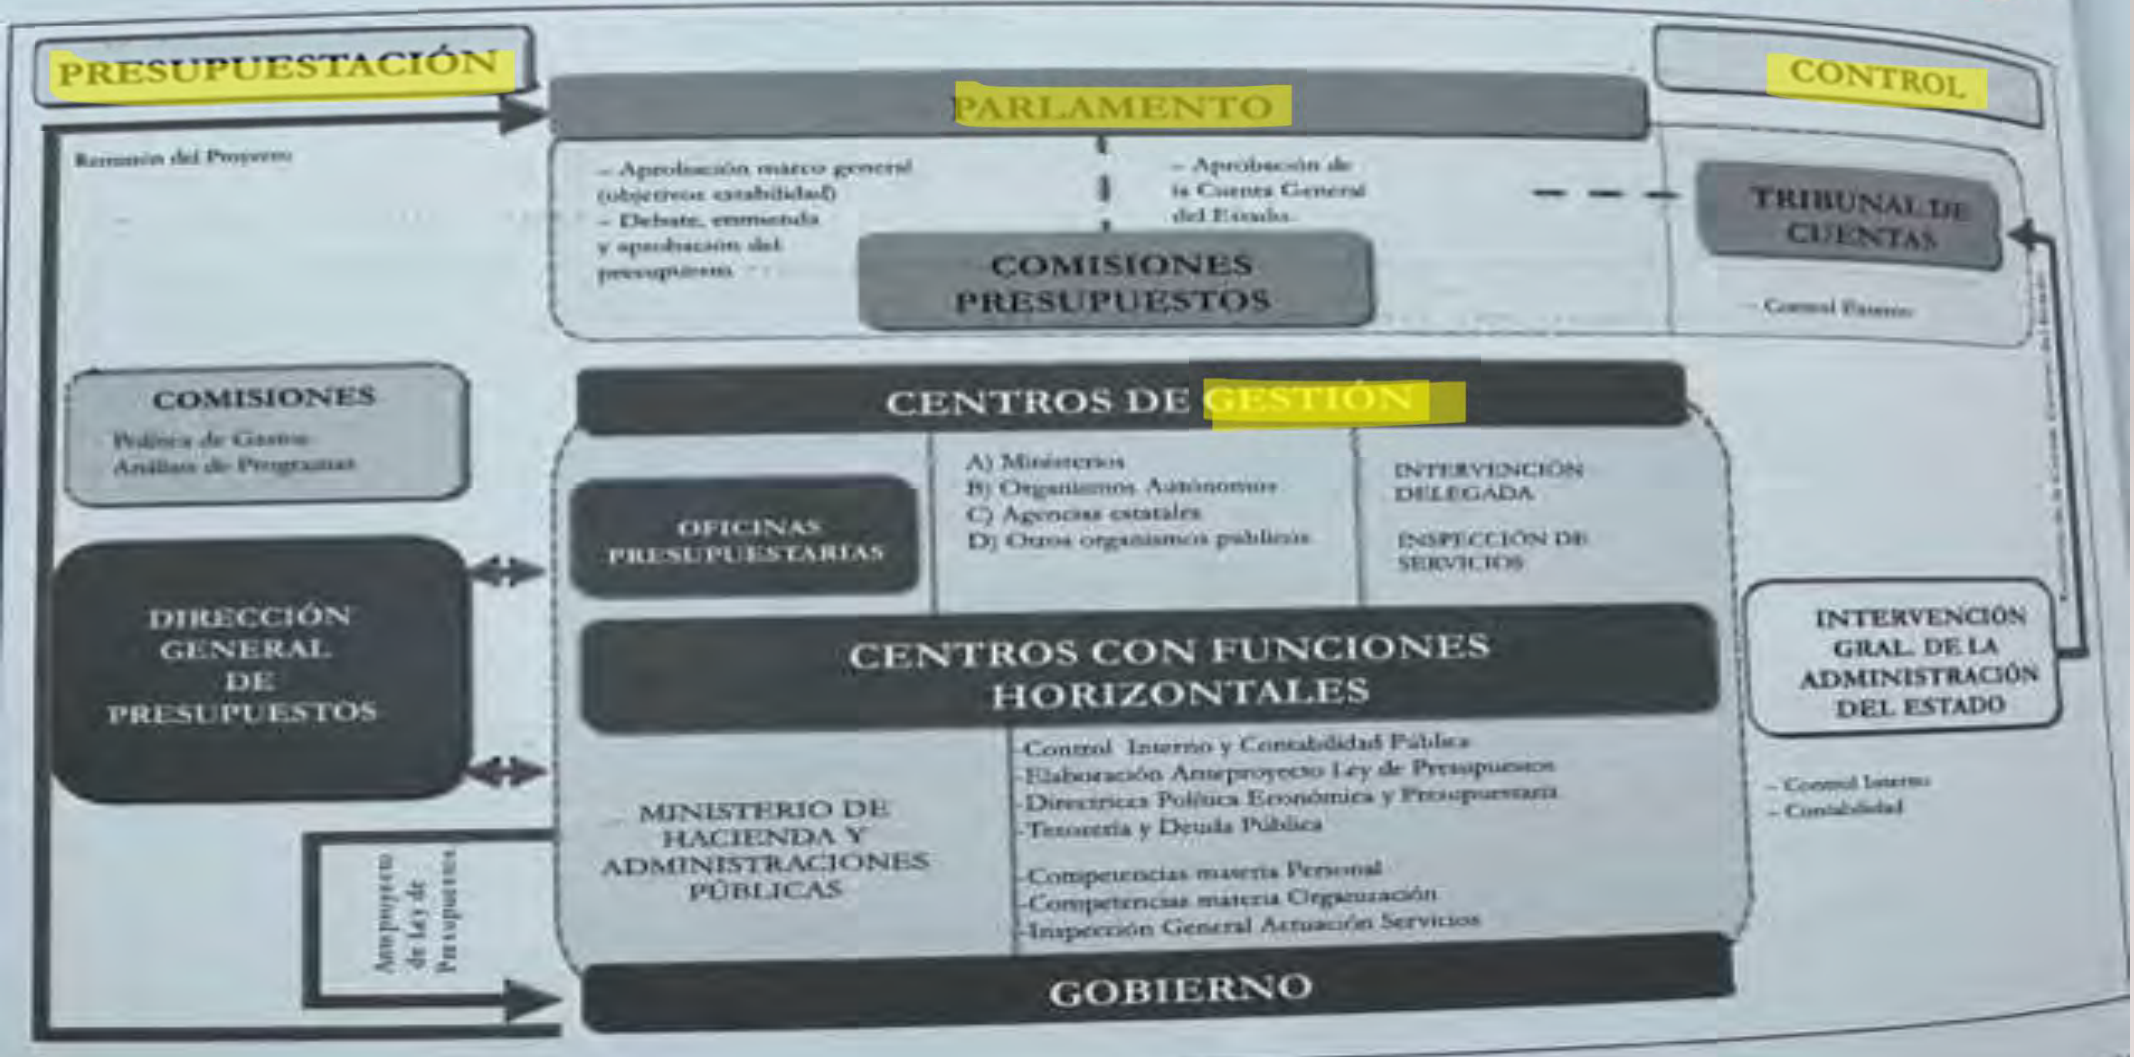 PRESUPUESTACIÓN
PARLAMENTO
CONTROL
Remisión del Proyecto
– Aprobación marco general
(objetivos estabilidad)
– Debate, enmienda
y aprobación del
presupuesto
– Aprobación de
la Cuenta General
del Estado
COMISIONES
PRESUPUESTOS
TRIBUNAL DE
CUENTAS
– Control Externo
COMISIONES
Política de Gastos
Análisis de Programas
CENTROS DE GESTIÓN
OFICINAS
PRESUPUESTARIAS
A) Ministerios
B) Organismos Autónomos
C) Agencias estatales
D) Otros organismos públicos
INTERVENCIÓN
DELEGADA
INSPECCIÓN DE
SERVICIOS
DIRECCIÓN
GENERAL
DE
PRESUPUESTOS
CENTROS CON FUNCIONES
HORIZONTALES
INTERVENCIÓN
GRAL. DE LA
ADMINISTRACIÓN
DEL ESTADO
– Control Interno
– Contabilidad
MINISTERIO DE
HACIENDA Y
ADMINISTRACIONES
PÚBLICAS
-Control Interno y Contabilidad Pública
-Elaboración Anteproyecto Ley de Presupuestos
-Directrices Política Económica y Presupuestaria
-Tesorería y Deuda Pública
-Competencias materia Personal
-Competencias materia Organización
-Inspección General Actuación Servicios
Anteproyecto
de Ley de
Presupuestos
GOBIERNO